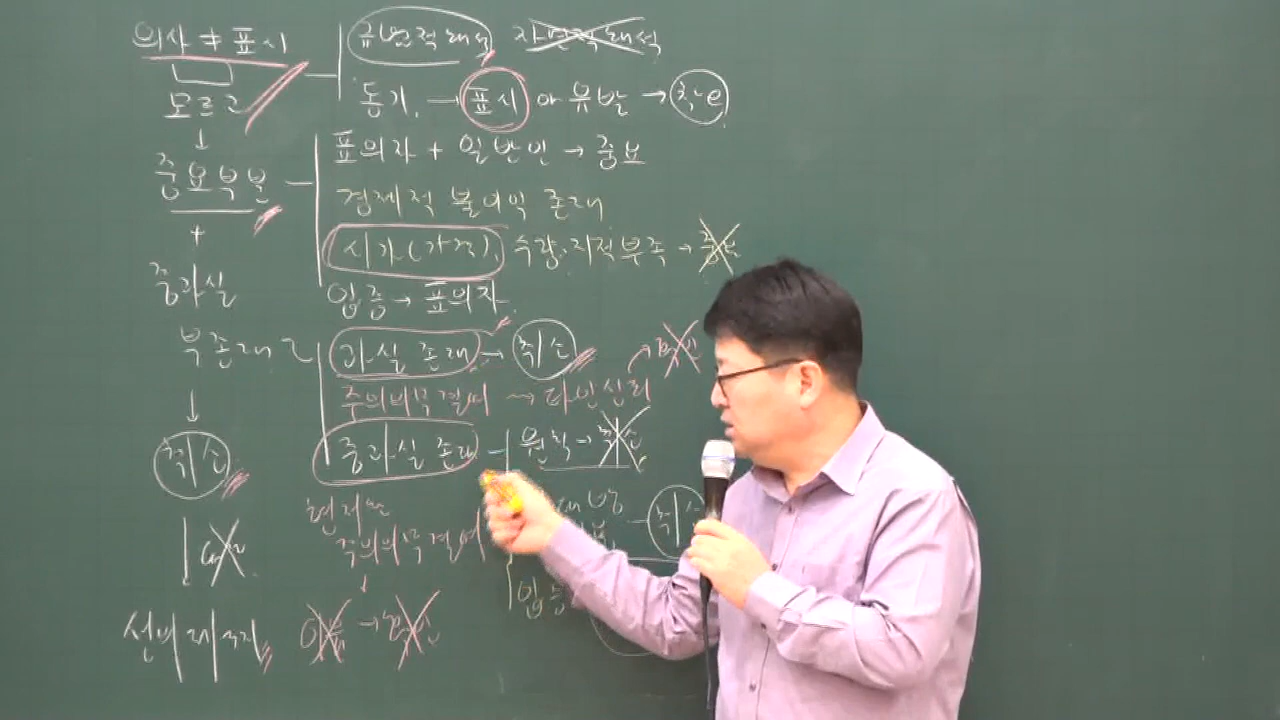 의사 ≠ 표시
규범적 해석 자연적 해석
모르고
동기 → 표시 or 유발 → 착e
↓
표의자 + 일반인 → 중요
중요부분
경제적 불이익 존재
+
시가(가격), 수량·지적부족 → 중요
중과실
입증 → 표의자
부존재
과실 존재 → 취소
주의의무결여 → 타인신뢰
↓
중과실 존재 원칙 → 취소
취소
현저한
주의의무결여
취소
↓
입증
선의 제3자